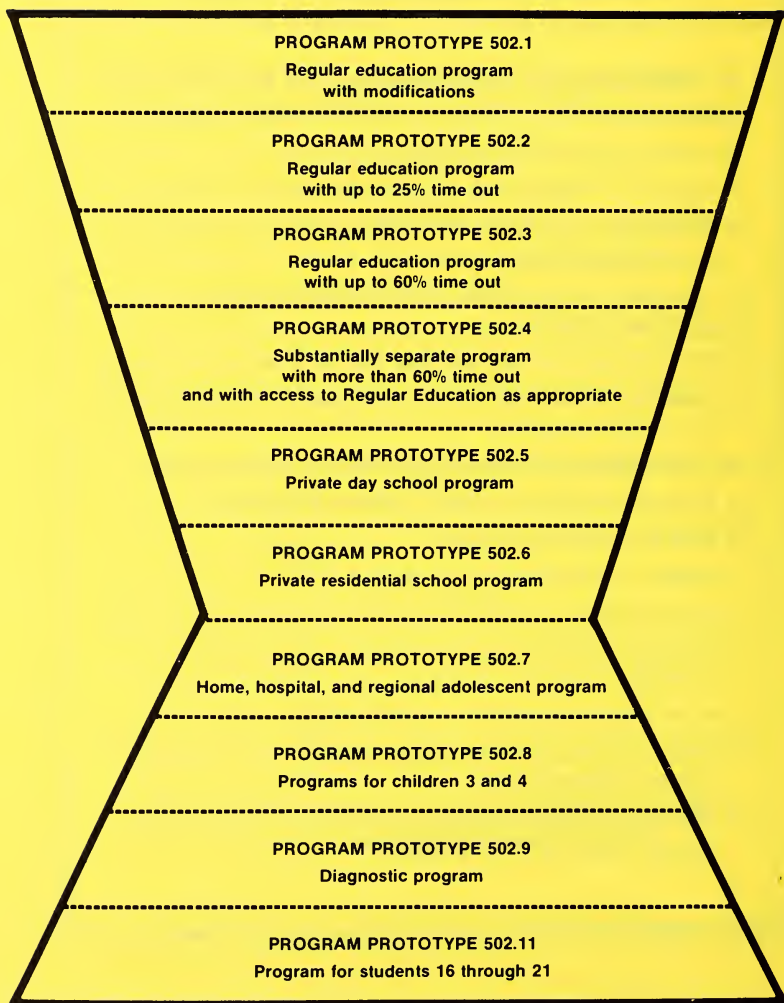 PROGRAM PROTOTYPE 502.1
Regular education program
with modifications
PROGRAM PROTOTYPE 502.2
Regular education program
with up to 25% time out
PROGRAM PROTOTYPE 502.3
Regular education program
with up to 60% time out
PROGRAM PROTOTYPE 502.4
Substantially separate program
with more than 60% time out
and with access to Regular Education as appropriate
PROGRAM PROTOTYPE 502.5
Private day school program
PROGRAM PROTOTYPE 502.6
Private residential school program
PROGRAM PROTOTYPE 502.7
Home, hospital, and regional adolescent program
PROGRAM PROTOTYPE 502.8
Programs for children 3 and 4
PROGRAM PROTOTYPE 502.9
Diagnostic program
PROGRAM PROTOTYPE 502.11
Program for students 16 through 21